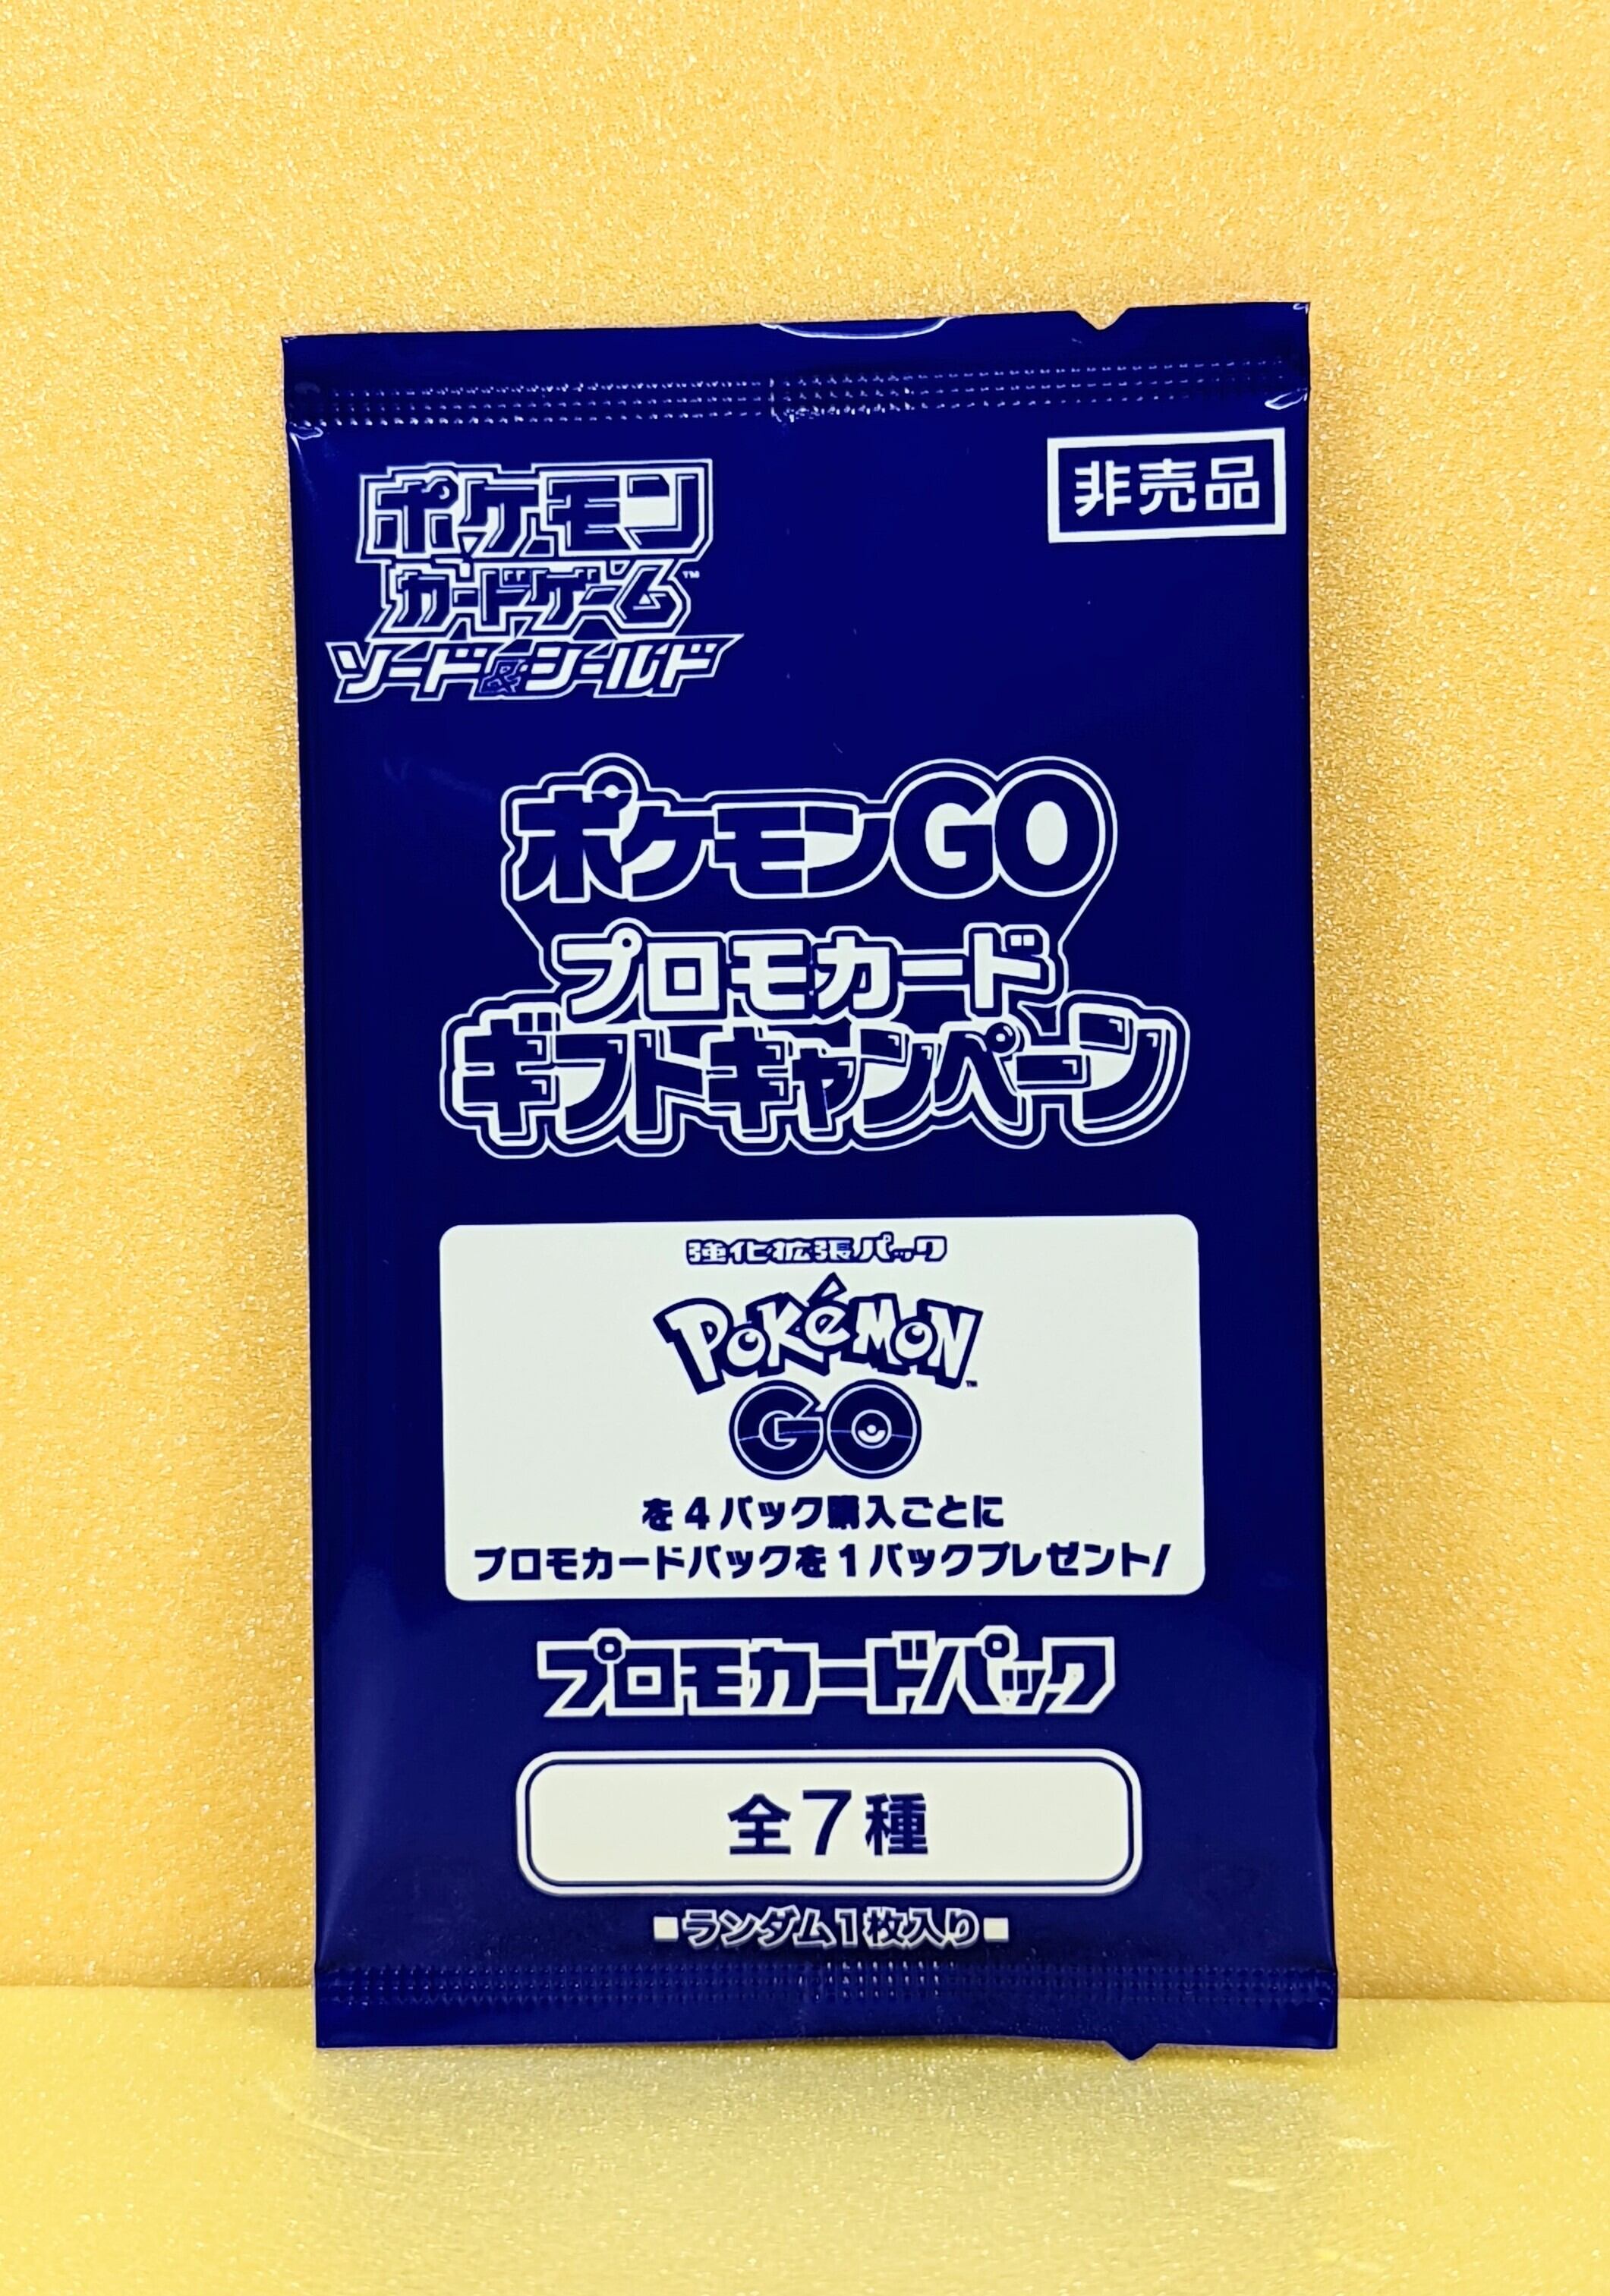 非売品
ポケモン
カードゲーム™
ソード&シールド
ポケモンGO
プロモカード
ギフトキャンペーン
強化拡張パック
POKéMON™
GO
を4パック購入ごとに
プロモカードパックを1パックプレゼント!
プロモカードパック
全7種
■ランダム1枚入り■